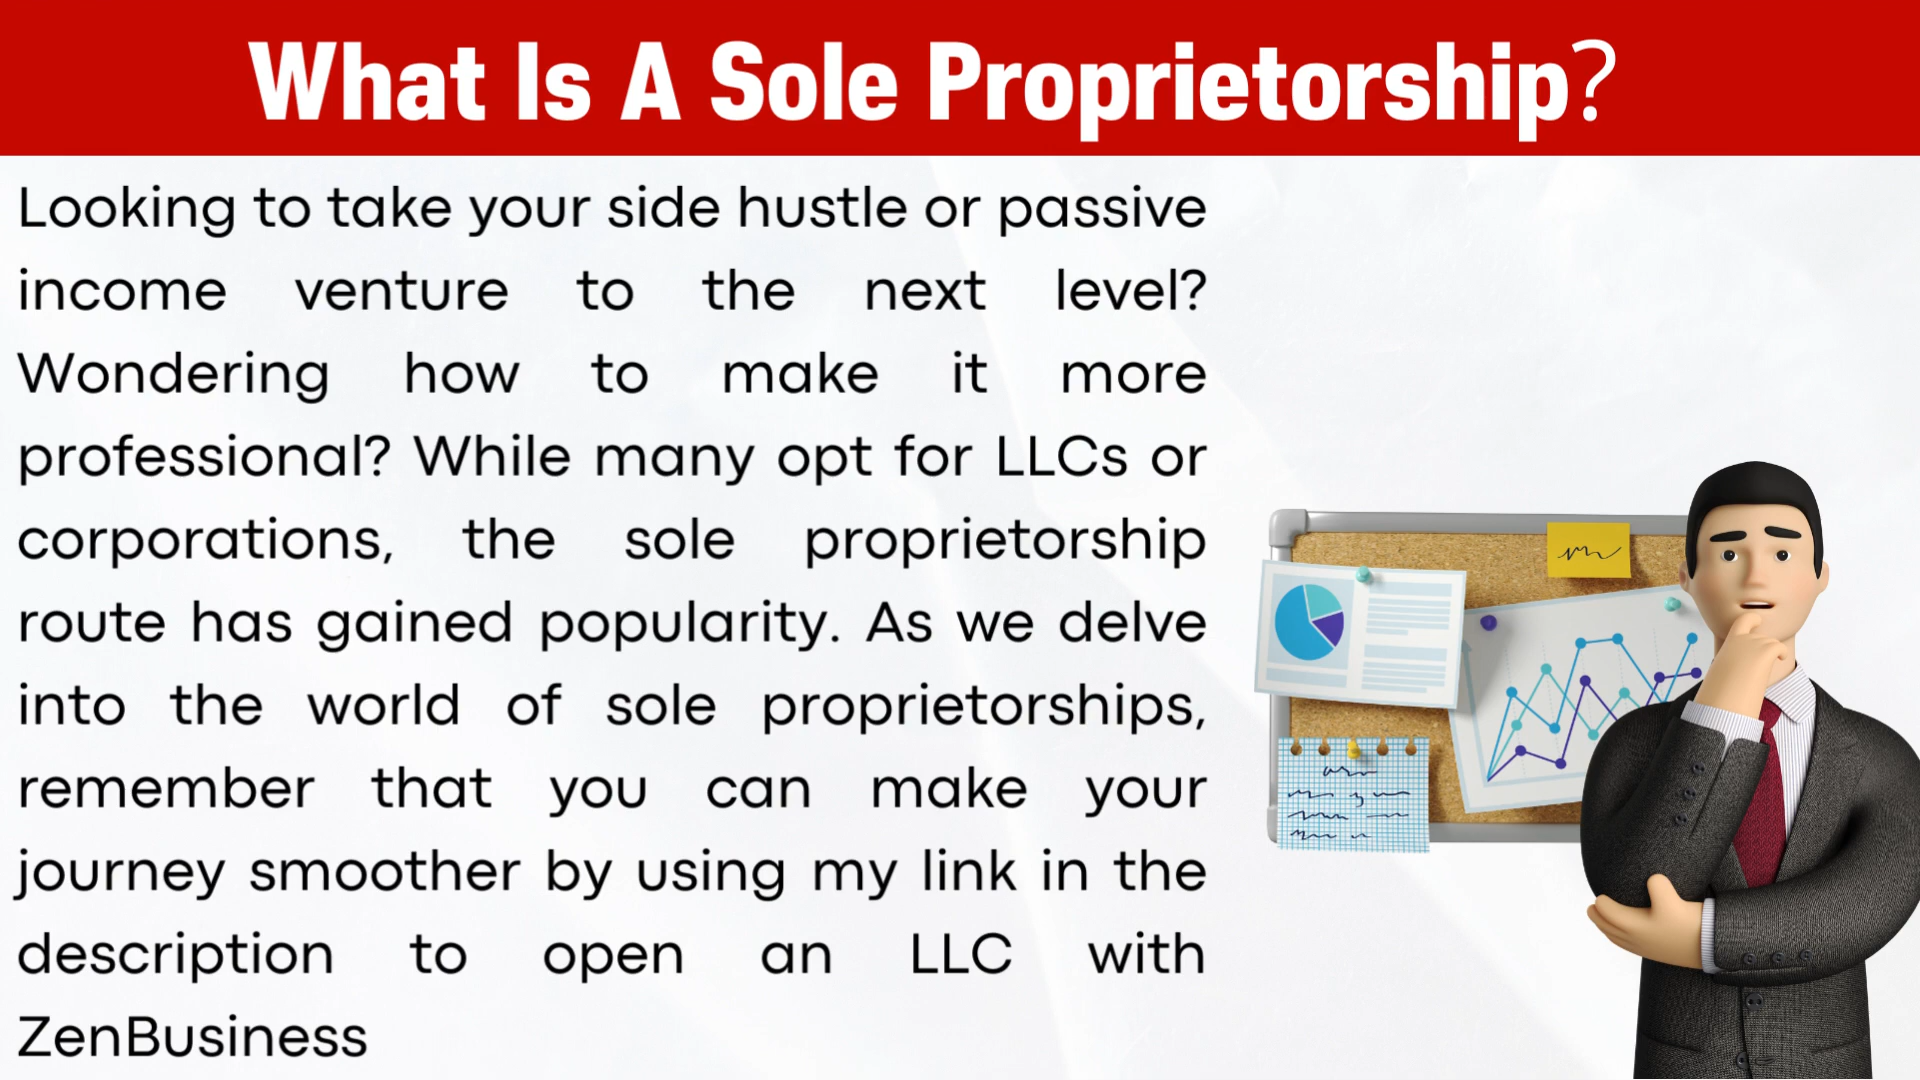 What Is A Sole Proprietorship?
Looking to take your side hustle or passive
income venture to the next level?
Wondering how to make it more
professional? While many opt for LLCs or
corporations, the sole proprietorship
route has gained popularity. As we delve
into the world of sole proprietorships,
remember that you can make your
journey smoother by using my link in the
description to open an LLC with
ZenBusiness